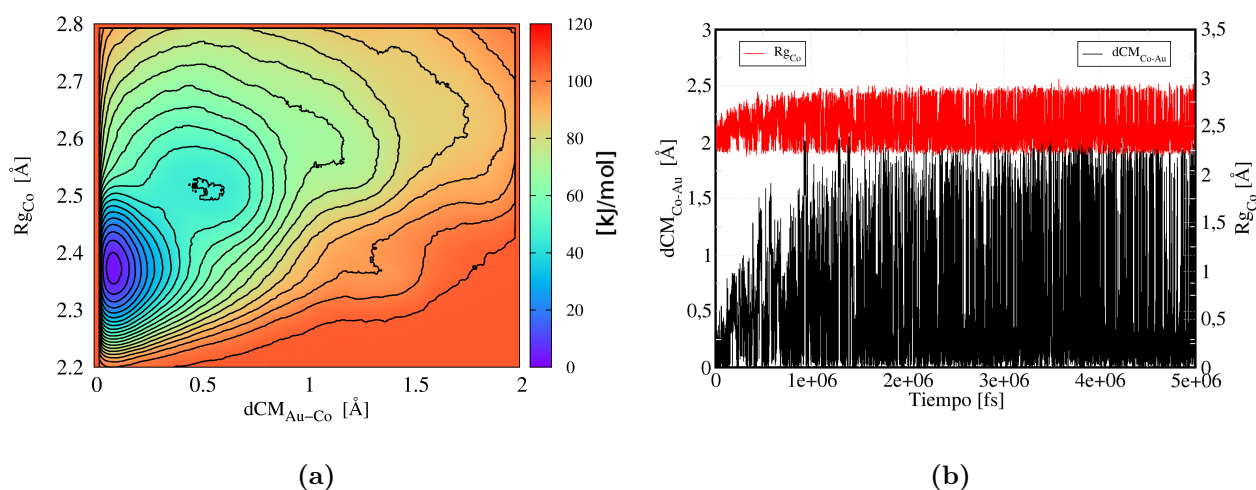 2.8
2.7
2.6
2.5
2.4
2.3
2.2
Rg_Co [Å]
0
0.5
1
1.5
2
dCM_Au−Co [Å]
120
100
80
60
40
20
0
[kJ/mol]
(a)
3
2.5
2
1.5
1
0.5
0
dCM_Co-Au [Å]
Rg_Co
dCM_Co-Au
3,5
3
2,5
2
1,5
1
0,5
0
Rg_Co [Å]
0
1e+06
2e+06
3e+06
4e+06
5e+06
Tiempo [fs]
(b)